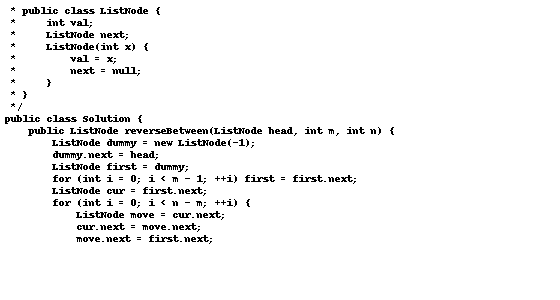 * public class ListNode {
*     int val;
*     ListNode next;
*     ListNode(int x) {
*         val = x;
*         next = null;
*     }
* }
*/
public class Solution {
    public ListNode reverseBetween(ListNode head, int m, int n) {
        ListNode dummy = new ListNode(-1);
        dummy.next = head;
        ListNode first = dummy;
        for (int i = 0; i < m - 1; ++i) first = first.next;
        ListNode cur = first.next;
        for (int i = 0; i < n - m; ++i) {
            ListNode move = cur.next;
            cur.next = move.next;
            move.next = first.next;